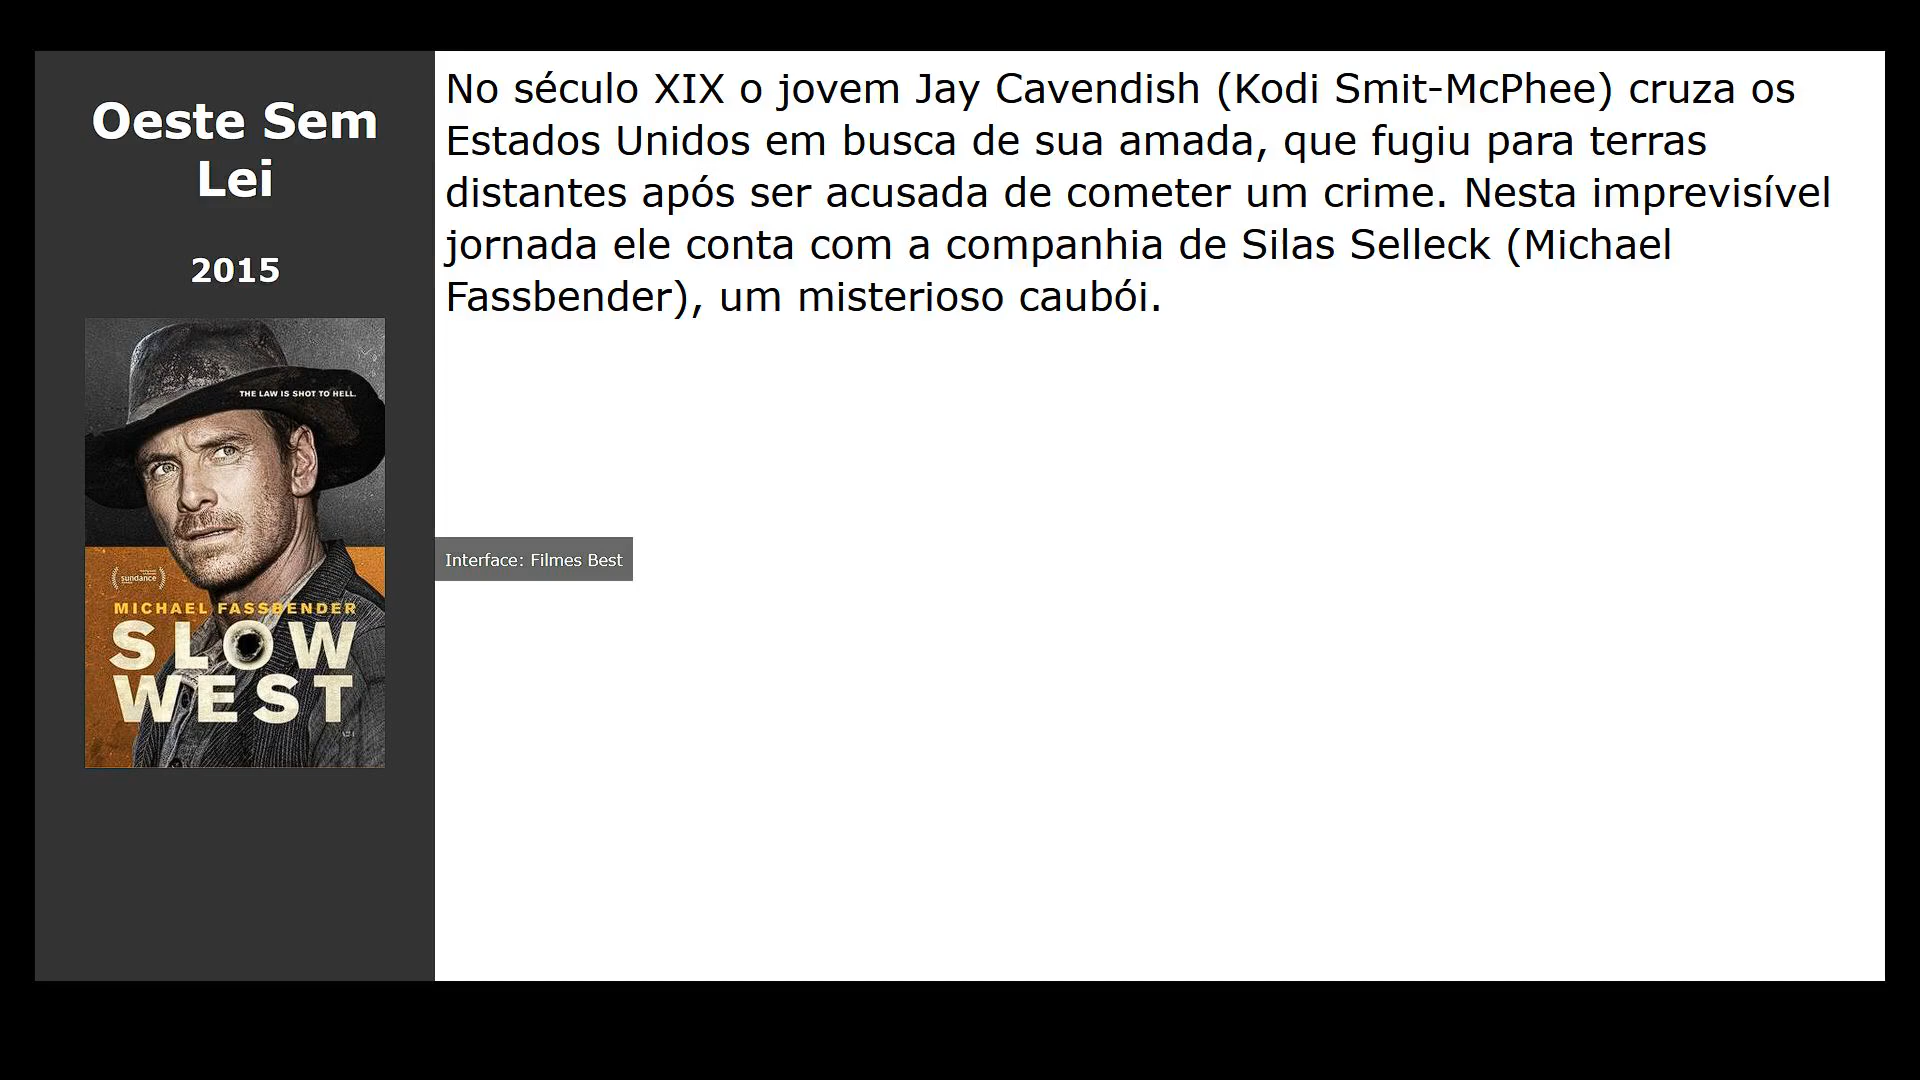 Oeste Sem
Lei
2015
THE LAW IS SHOT TO HELL.
sundance
MICHAEL FASSBENDER
SLOW
WEST
No século XIX o jovem Jay Cavendish (Kodi Smit-McPhee) cruza os
Estados Unidos em busca de sua amada, que fugiu para terras
distantes após ser acusada de cometer um crime. Nesta imprevisível
jornada ele conta com a companhia de Silas Selleck (Michael
Fassbender), um misterioso caubói.
Interface: Filmes Best